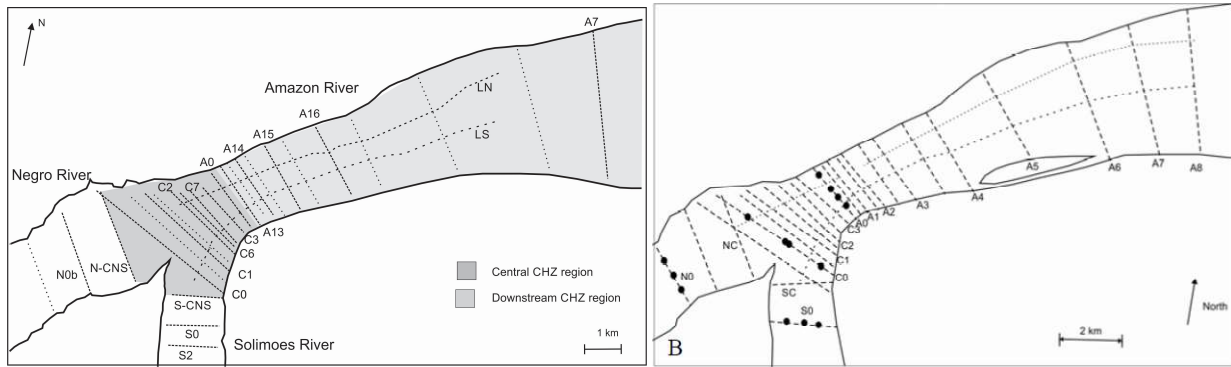 N
A7
Amazon River
LN
A16
LS
A15
A14
A0
Negro River
C2
C7
A13
C3
C6
N0b
N-CNS
C1
C0
Central CHZ region
Downstream CHZ region
S-CNS
S0
Solimoes River
S2
1 km
A5
A6
A7
A8
A4
A3
A2
A1
A0
C3
C2
C1
C0
NC
N0
SC
S0
North
2 km
B